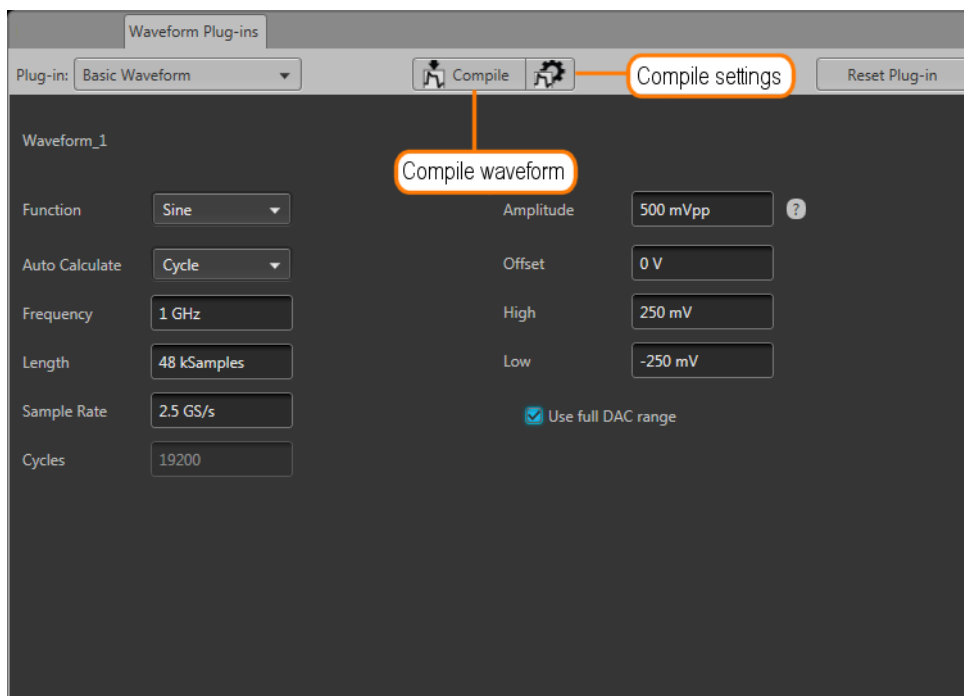 Waveform Plug-ins
Plug-in: Basic Waveform Compile Compile settings Reset Plug-in
Waveform_1
Compile waveform
Function Sine Amplitude 500 mVpp ?
Auto Calculate Cycle Offset 0 V
Frequency 1 GHz High 250 mV
Length 48 kSamples Low -250 mV
Sample Rate 2.5 GS/s Use full DAC range
Cycles 19200